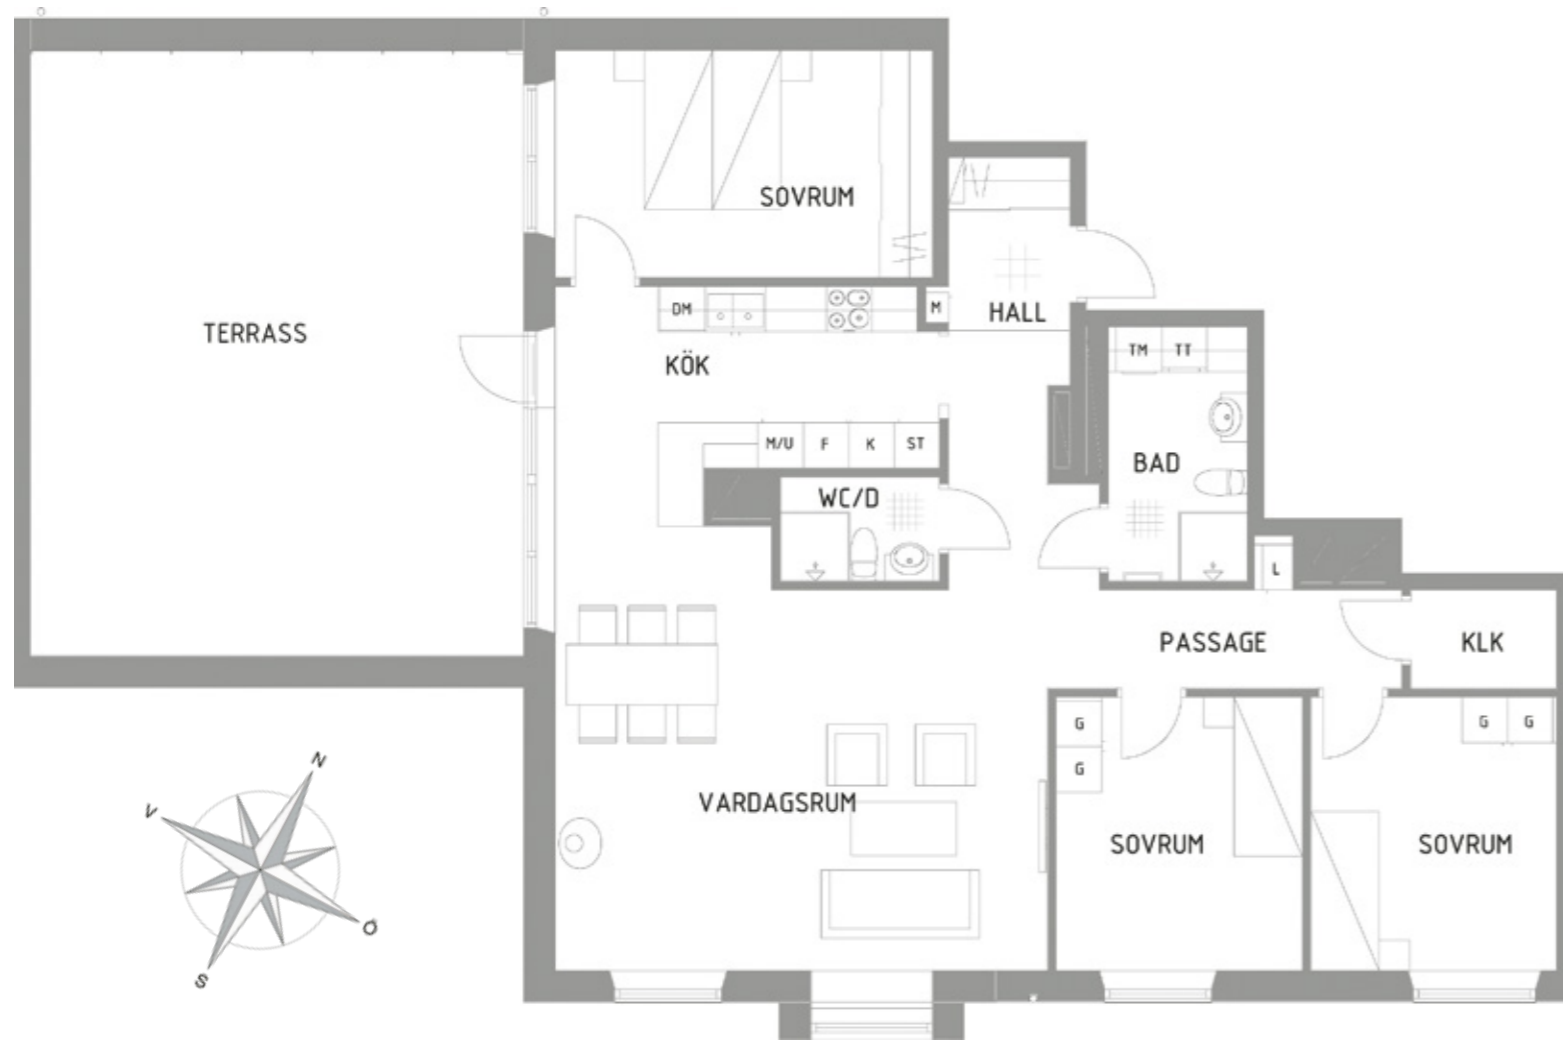 SOVRUM
TERRASS
DM
M
HALL
KÖK
TM TT
M/U F K ST
BAD
WC/D
L
PASSAGE
KLK
G
G
G G
VARDAGSRUM
SOVRUM
SOVRUM
N
V
Ö
S